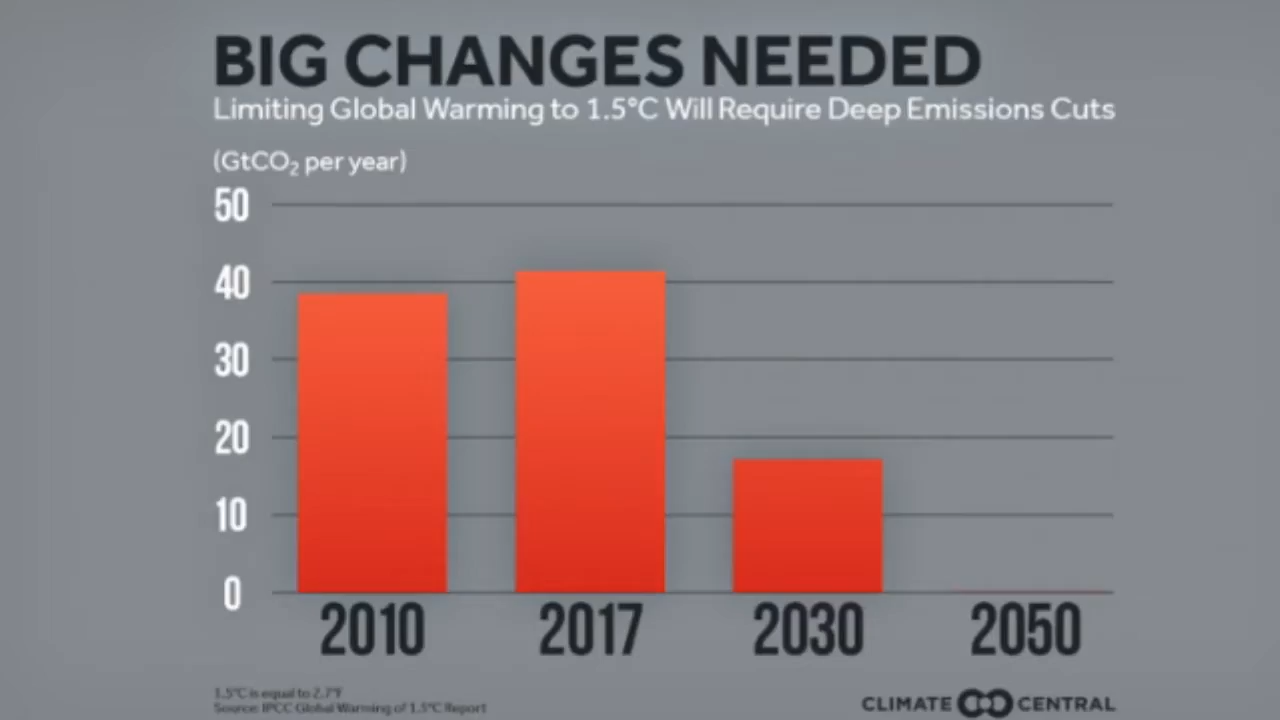 BIG CHANGES NEEDED
Limiting Global Warming to 1.5°C Will Require Deep Emissions Cuts
(GtCO₂ per year)
50
40
30
20
10
0
2010 2017 2030 2050
1.5°C is equal to 2.7°F
Source: IPCC Global Warming of 1.5°C Report
CLIMATE CENTRAL